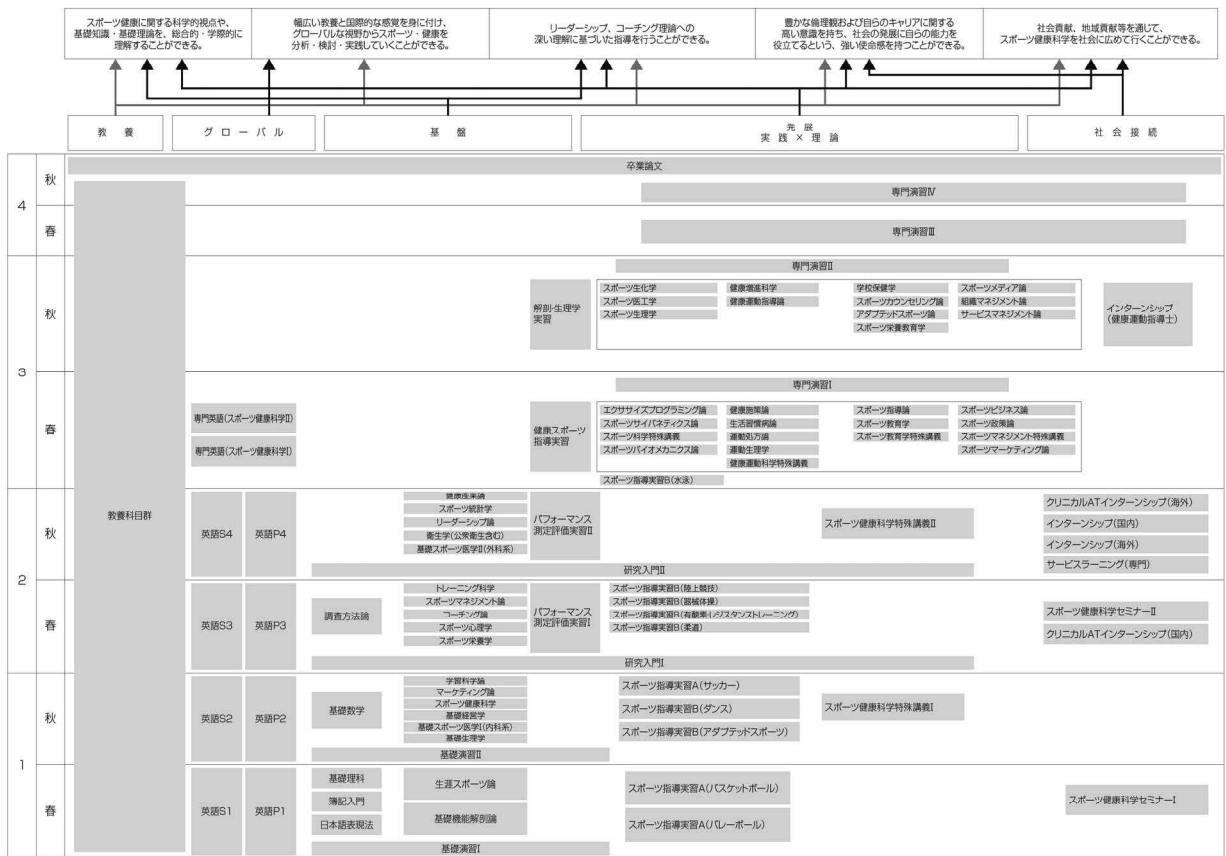 スポーツ健康に関する科学的視点や、
基礎知識・基礎理論を、総合的・学際的に
理解することができる。
幅広い教養と国際的な感覚を身に付け、
グローバルな視野からスポーツ・健康を
分析・検討・実践していくことができる。
リーダーシップ、コーチング理論への
深い理解に基づいた指導を行うことができる。
豊かな倫理観および自らのキャリアに関する
高い意識を持ち、社会の発展に自らの能力を
役立てるという、強い使命感を持つことができる。
社会貢献、地域貢献等を通じて、
スポーツ健康科学を社会に広めて行くことができる。
教養
グローバル
基盤
発展
実践×理論
社会接続
4
秋
卒業論文
専門演習Ⅳ
春
専門演習Ⅲ
3
秋
専門演習Ⅱ
解剖・生理学
実習
スポーツ生化学
スポーツ医工学
スポーツ生理学
健康増進科学
健康運動指導論
学校保健学
スポーツカウンセリング論
アダプテッドスポーツ論
スポーツ栄養教育学
スポーツメディア論
組織マネジメント論
サービスマネジメント論
インターンシップ
(健康運動指導士)
春
専門英語(スポーツ健康科学Ⅱ)
専門英語(スポーツ健康科学Ⅰ)
専門演習Ⅰ
健康スポーツ
指導実習
エクササイズプログラミング論
スポーツサイバネティクス論
スポーツ科学特殊講義
スポーツバイオメカニクス論
健康施策論
生活習慣病論
運動処方論
運動生理学
健康運動科学特殊講義
スポーツ指導論
スポーツ教育学
スポーツ教育学特殊講義
スポーツビジネス論
スポーツ政策論
スポーツマネジメント特殊講義
スポーツマーケティング論
スポーツ指導実習B(水泳)
教養科目群
2
秋
英語S4
英語P4
健康産業論
スポーツ統計学
リーダーシップ論
衛生学(公衆衛生含む)
基礎スポーツ医学Ⅱ(外科系)
パフォーマンス
測定評価実習Ⅱ
スポーツ健康科学特殊講義Ⅱ
クリニカルATインターンシップ(海外)
インターンシップ(国内)
インターンシップ(海外)
サービスラーニング(専門)
研究入門Ⅱ
春
英語S3
英語P3
調査方法論
トレーニング科学
スポーツマネジメント論
コーチング論
スポーツ心理学
スポーツ栄養学
パフォーマンス
測定評価実習Ⅰ
スポーツ指導実習B(陸上競技)
スポーツ指導実習B(器械体操)
スポーツ指導実習B(有酸素・レジスタンストレーニング)
スポーツ指導実習B(柔道)
スポーツ健康科学セミナーⅡ
クリニカルATインターンシップ(国内)
研究入門Ⅰ
1
秋
英語S2
英語P2
基礎数学
学習科学論
マーケティング論
スポーツ健康科学
基礎経営学
基礎スポーツ医学Ⅰ(内科系)
基礎生理学
スポーツ指導実習A(サッカー)
スポーツ指導実習B(ダンス)
スポーツ指導実習B(アダプテッドスポーツ)
スポーツ健康科学特殊講義Ⅰ
基礎演習Ⅱ
春
英語S1
英語P1
基礎理科
簿記入門
日本語表現法
生涯スポーツ論
基礎機能解剖論
スポーツ指導実習A(バスケットボール)
スポーツ指導実習A(バレーボール)
スポーツ健康科学セミナーⅠ
基礎演習Ⅰ